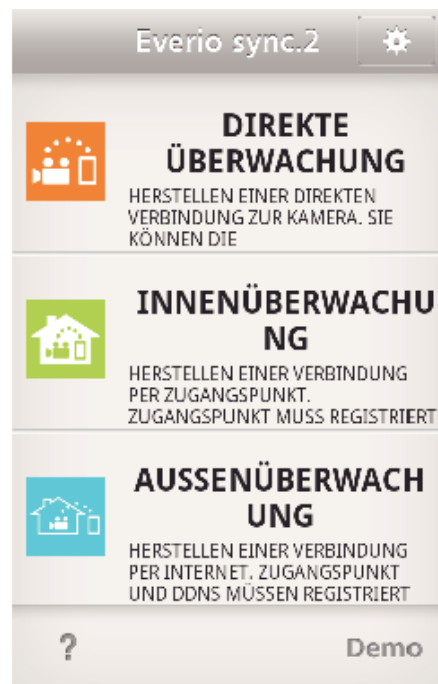 Everio sync.2
DIREKTE
ÜBERWACHUNG
HERSTELLEN EINER DIREKTEN
VERBINDUNG ZUR KAMERA. SIE
KÖNNEN DIE
INNENÜBERWACHU
NG
HERSTELLEN EINER VERBINDUNG
PER ZUGANGSPUNKT.
ZUGANGSPUNKT MUSS REGISTRIERT
AUSSENÜBERWACH
UNG
HERSTELLEN EINER VERBINDUNG
PER INTERNET. ZUGANGSPUNKT
UND DDNS MÜSSEN REGISTRIERT
? Demo